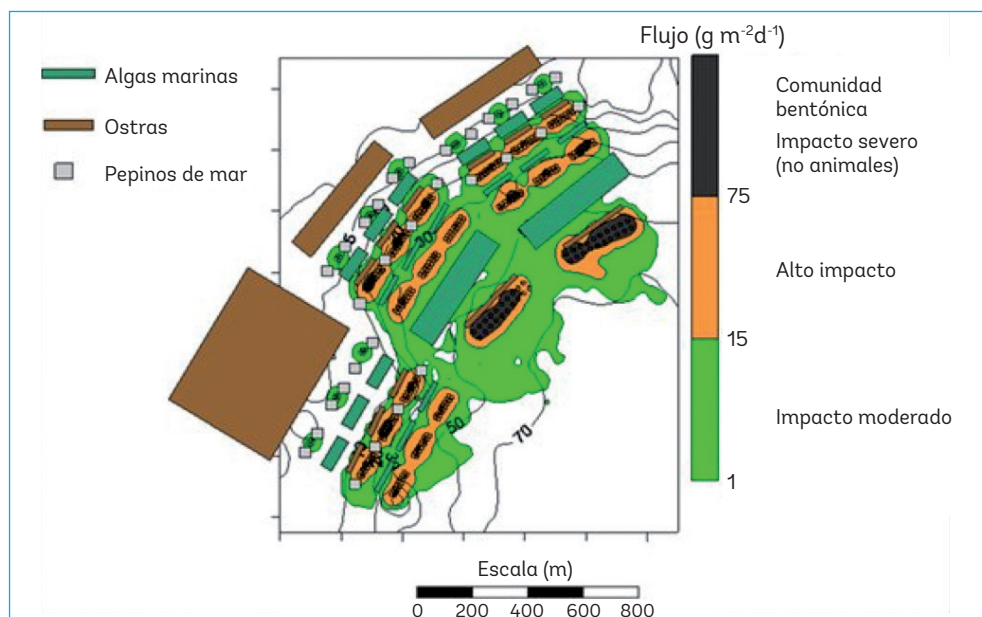 Algas marinas
Ostras
Pepinos de mar
Flujo (g m⁻²d⁻¹)
Comunidad
bentónica
Impacto severo
(no animales)
75
Alto impacto
15
Impacto moderado
1
30
50
70
Escala (m)
0 200 400 600 800